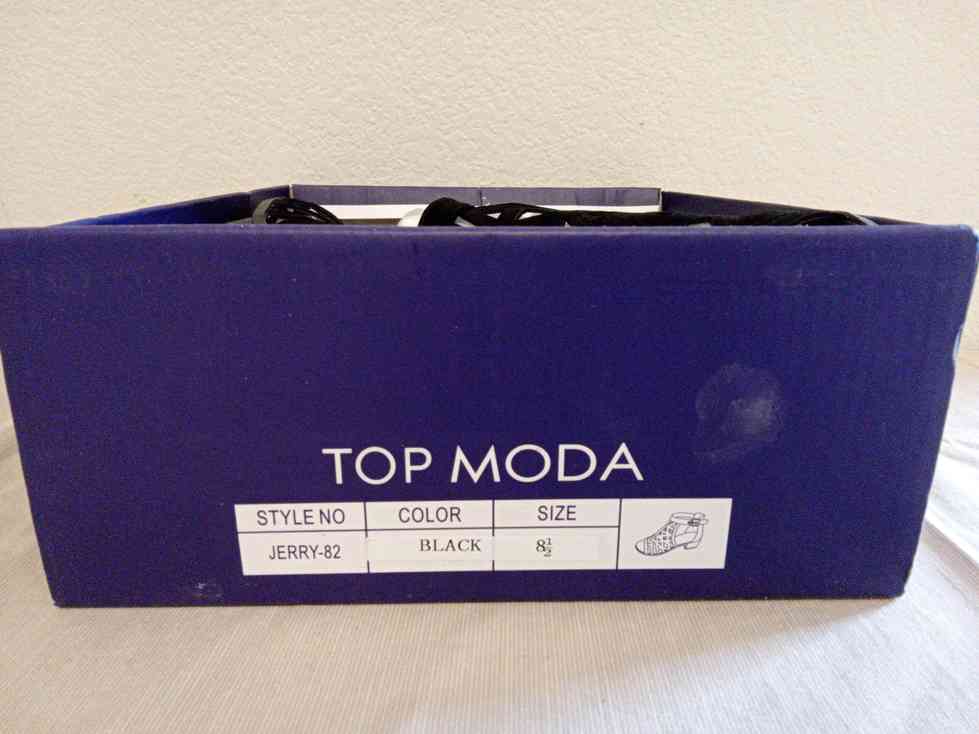 TOP MODA
STYLE NO COLOR SIZE
JERRY-82 BLACK 8½